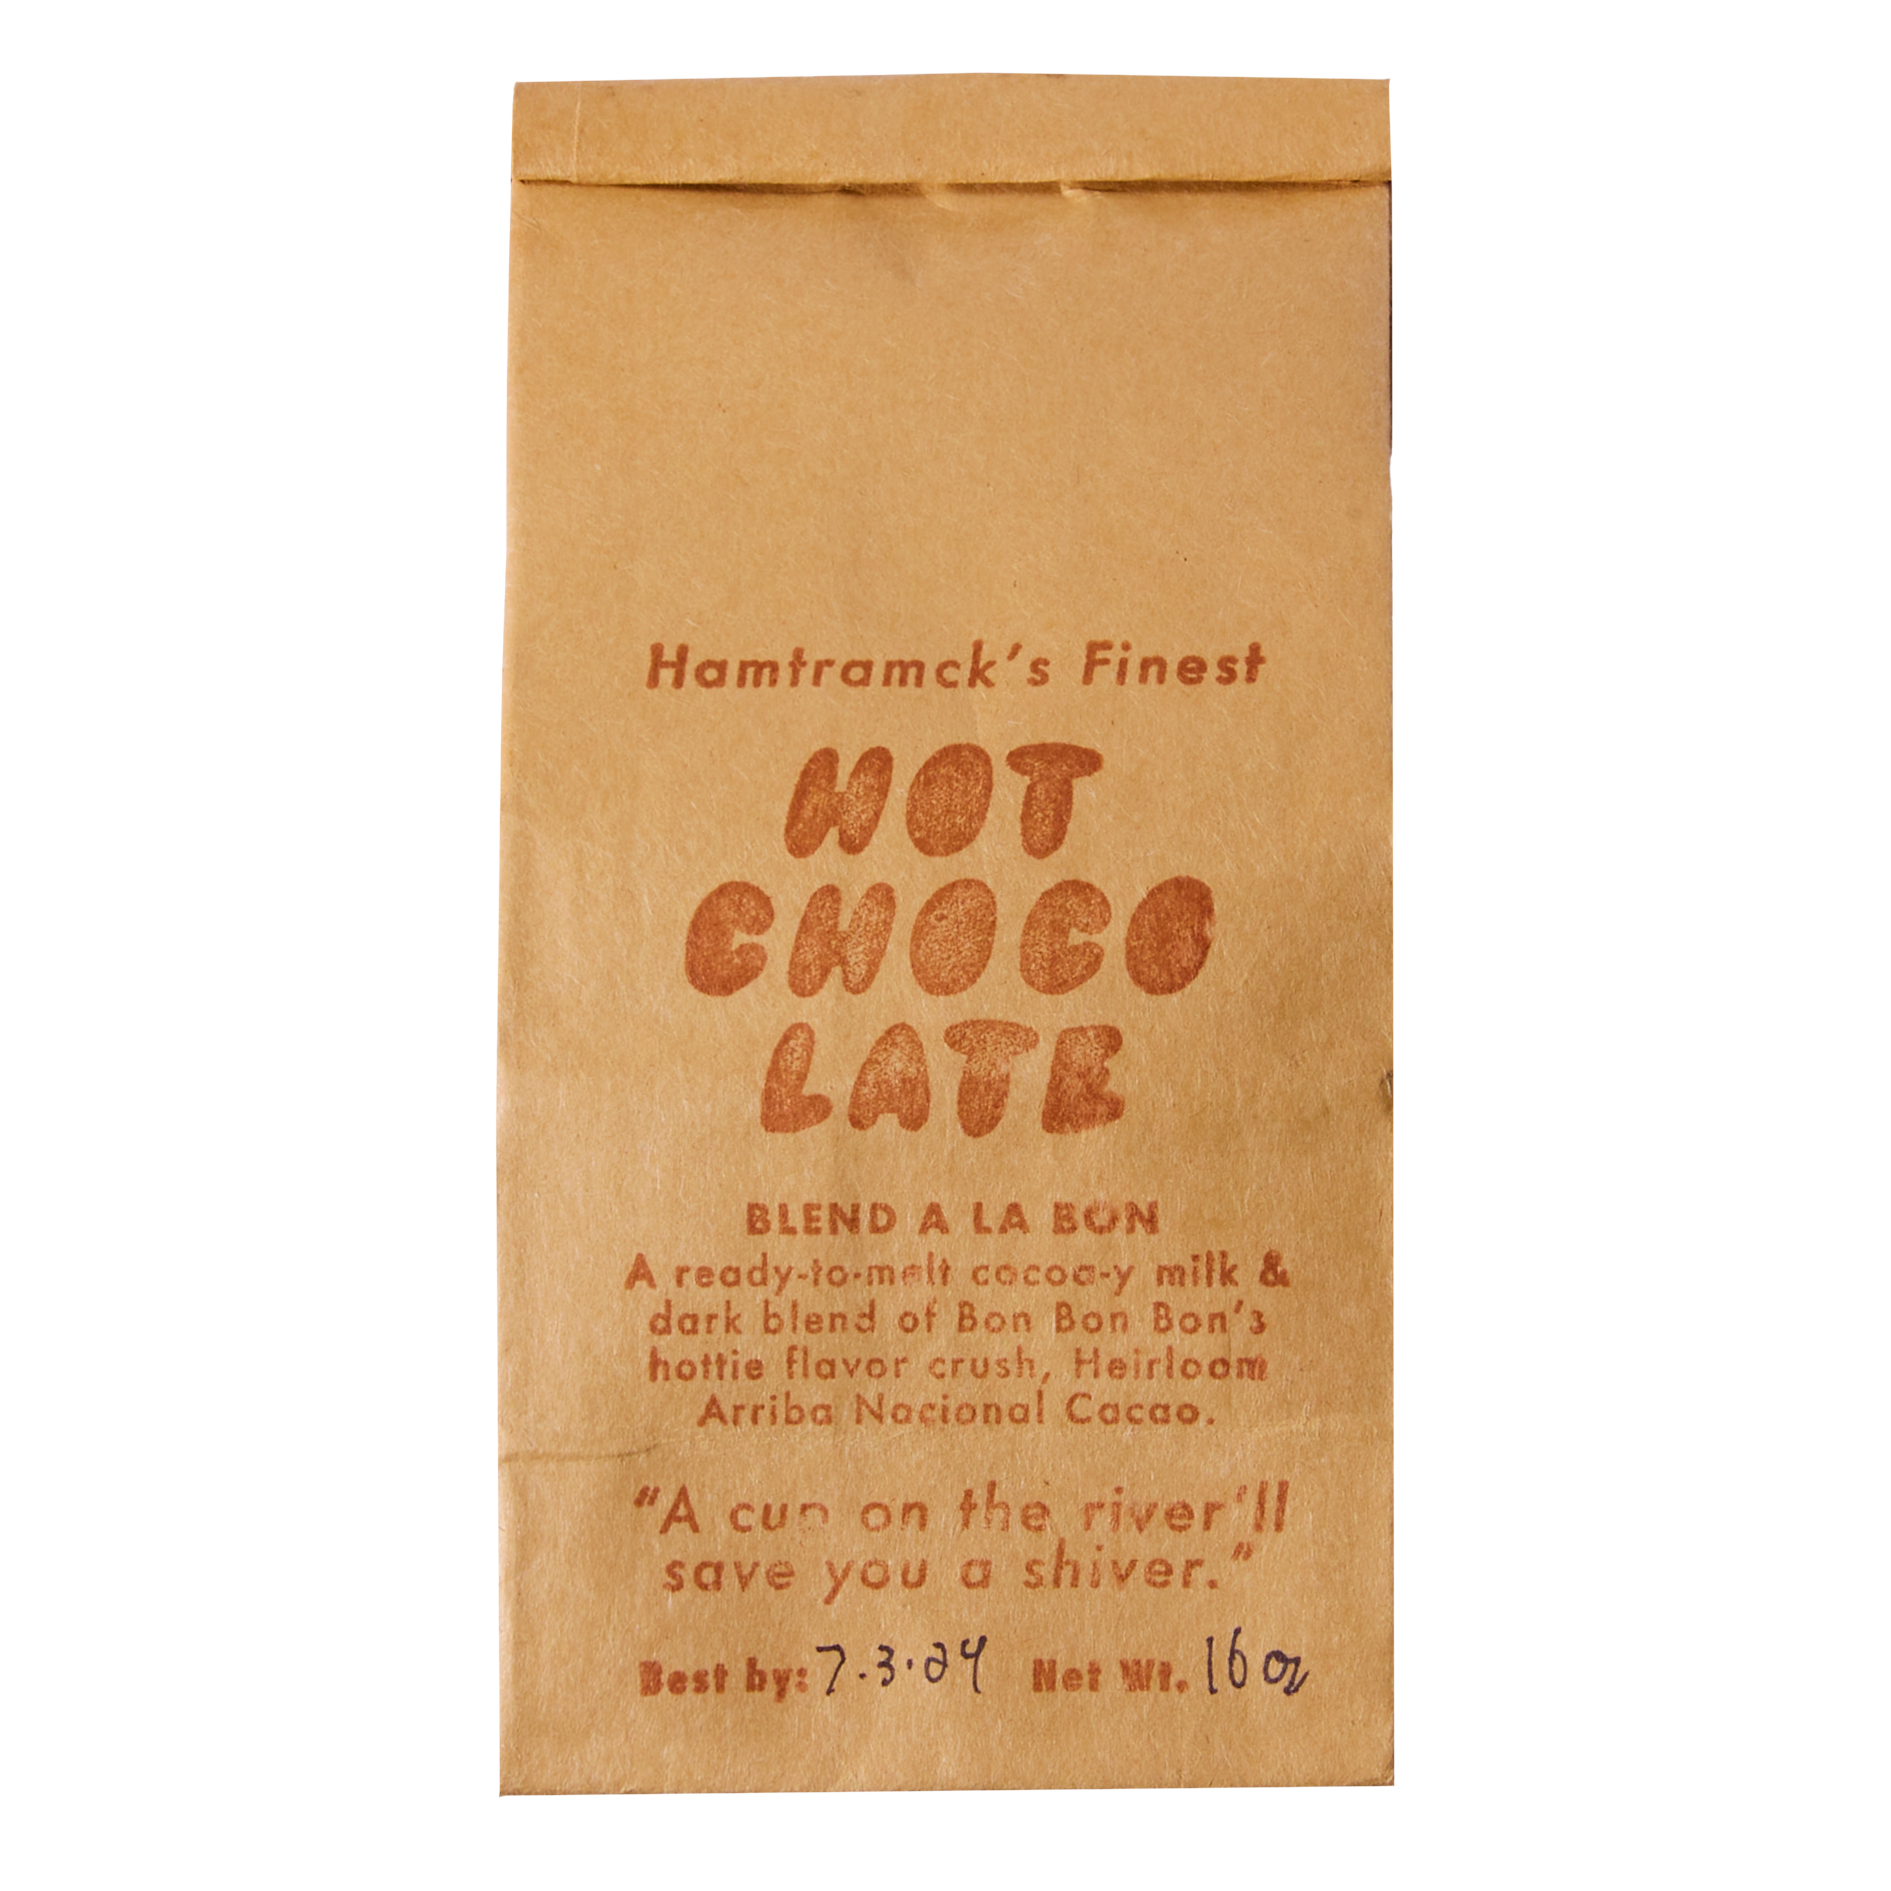 Hamtramck's Finest
HOT
CHOCO
LATE
BLEND A LA BON
A ready-to-melt cocoa-y milk &
dark blend of Bon Bon Bon's
hottie flavor crush, Heirloom
Arriba Nacional Cacao.
"A cup on the river'll
save you a shiver."
Best by: 7.3.24 Net Wt. 16 oz